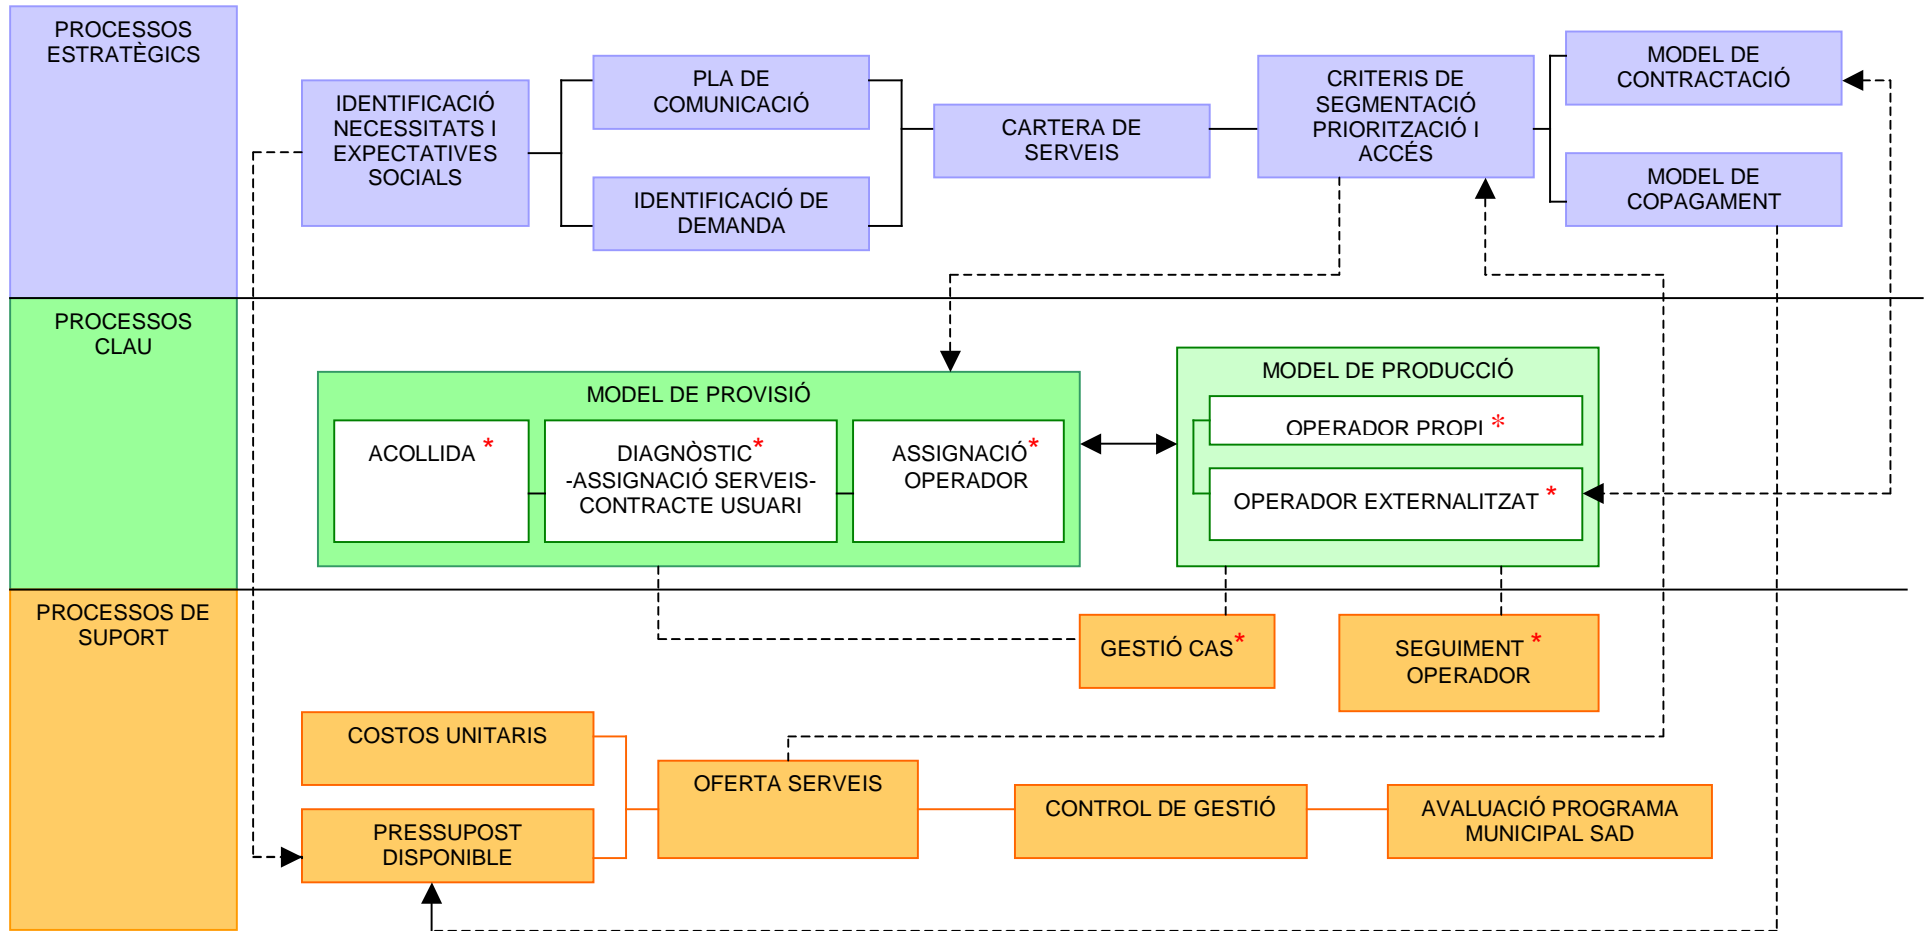 PROCESSOS
ESTRATÈGICS
IDENTIFICACIÓ
NECESSITATS I
EXPECTATIVES
SOCIALS
PLA DE
COMUNICACIÓ
IDENTIFICACIÓ DE
DEMANDA
CARTERA DE
SERVEIS
CRITERIS DE
SEGMENTACIÓ
PRIORITZACIÓ I
ACCÉS
MODEL DE
CONTRACTACIÓ
MODEL DE
COPAGAMENT
PROCESSOS
CLAU
MODEL DE PROVISIÓ
ACOLLIDA *
DIAGNÒSTIC*
-ASSIGNACIÓ SERVEIS-
CONTRACTE USUARI
ASSIGNACIÓ*
OPERADOR
MODEL DE PRODUCCIÓ
OPERADOR PROPI *
OPERADOR EXTERNALITZAT *
PROCESSOS DE
SUPORT
GESTIÓ CAS*
SEGUIMENT *
OPERADOR
COSTOS UNITARIS
PRESSUPOST
DISPONIBLE
OFERTA SERVEIS
CONTROL DE GESTIÓ
AVALUACIÓ PROGRAMA
MUNICIPAL SAD